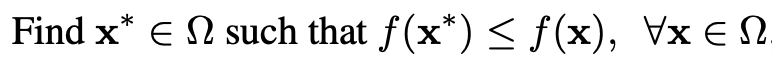 Find x* ∈ Ω such that f(x*) ≤ f(x), ∀x ∈ Ω.